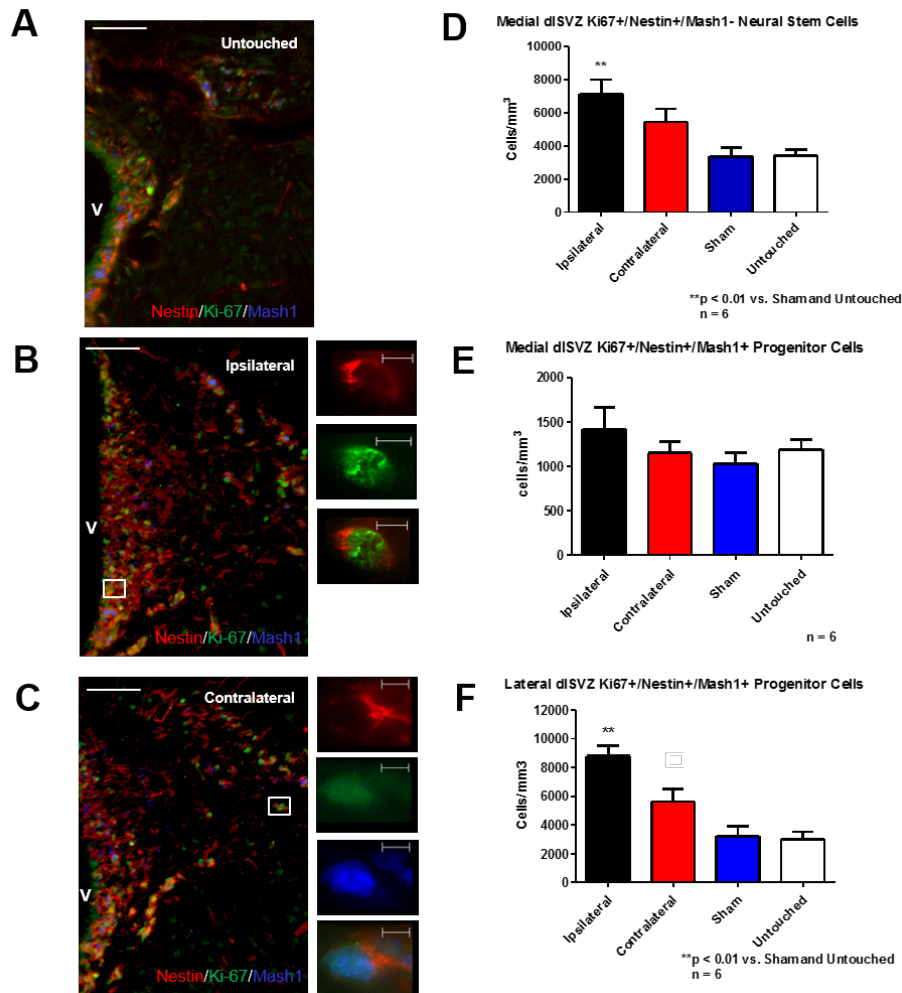 A
Untouched
V
Nestin/Ki-67/Mash1
B
Ipsilateral
V
Nestin/Ki-67/Mash1
C
Contralateral
V
Nestin/Ki-67/Mash1
D
Medial dlSVZ Ki67+/Nestin+/Mash1- Neural Stem Cells
Cells/mm³
10000
8000
6000
4000
2000
0
**
Ipsilateral
Contralateral
Sham
Untouched
**p < 0.01 vs. Shamand Untouched
n = 6
E
Medial dlSVZ Ki67+/Nestin+/Mash1+ Progenitor Cells
cells/mm³
2000
1500
1000
500
0
Ipsilateral
Contralateral
Sham
Untouched
n = 6
F
Lateral dlSVZ Ki67+/Nestin+/Mash1+ Progenitor Cells
Cells/mm3
12000
10000
8000
6000
4000
2000
0
**
Ipsilateral
Contralateral
Sham
Untouched
**p < 0.01 vs. Shamand Untouched
n = 6